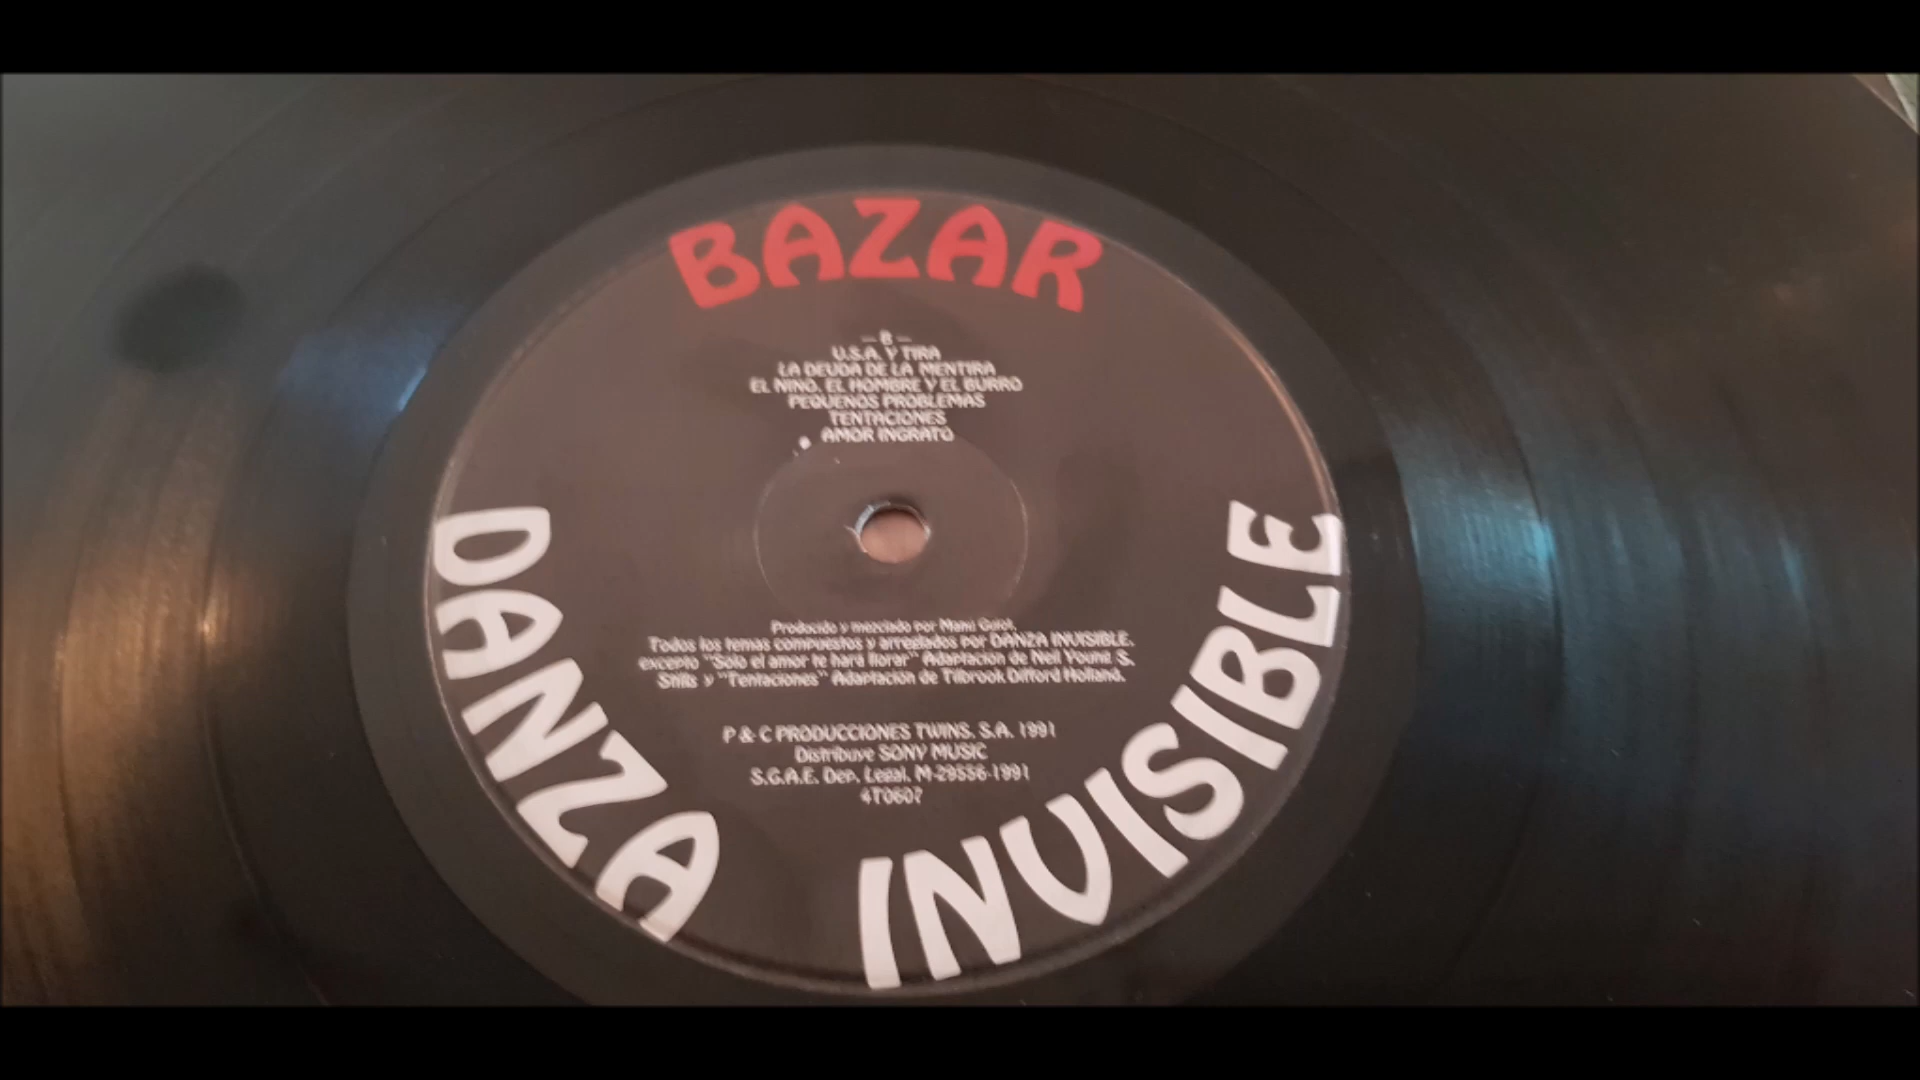 BAZAR
— B —
U.S.A. Y TIRA
LA DEUDA DE LA MENTIRA
EL NIÑO, EL HOMBRE Y EL BURRO
PEQUEÑOS PROBLEMAS
TENTACIONES
AMOR INGRATO
Producido y mezclado por Manu Guiot.
Todos los temas compuestos y arreglados por DANZA INVISIBLE,
excepto "Solo el amor te hará llorar" Adaptación de Neil Young, S.
Stills y "Tentaciones" Adaptación de Tilbrook Difford Holland.
P & C PRODUCCIONES TWINS, S.A. 1991
Distribuye SONY MUSIC
S.G.A.E. Dep. Legal. M-29556-1991
4T0607
DANZA INVISIBLE